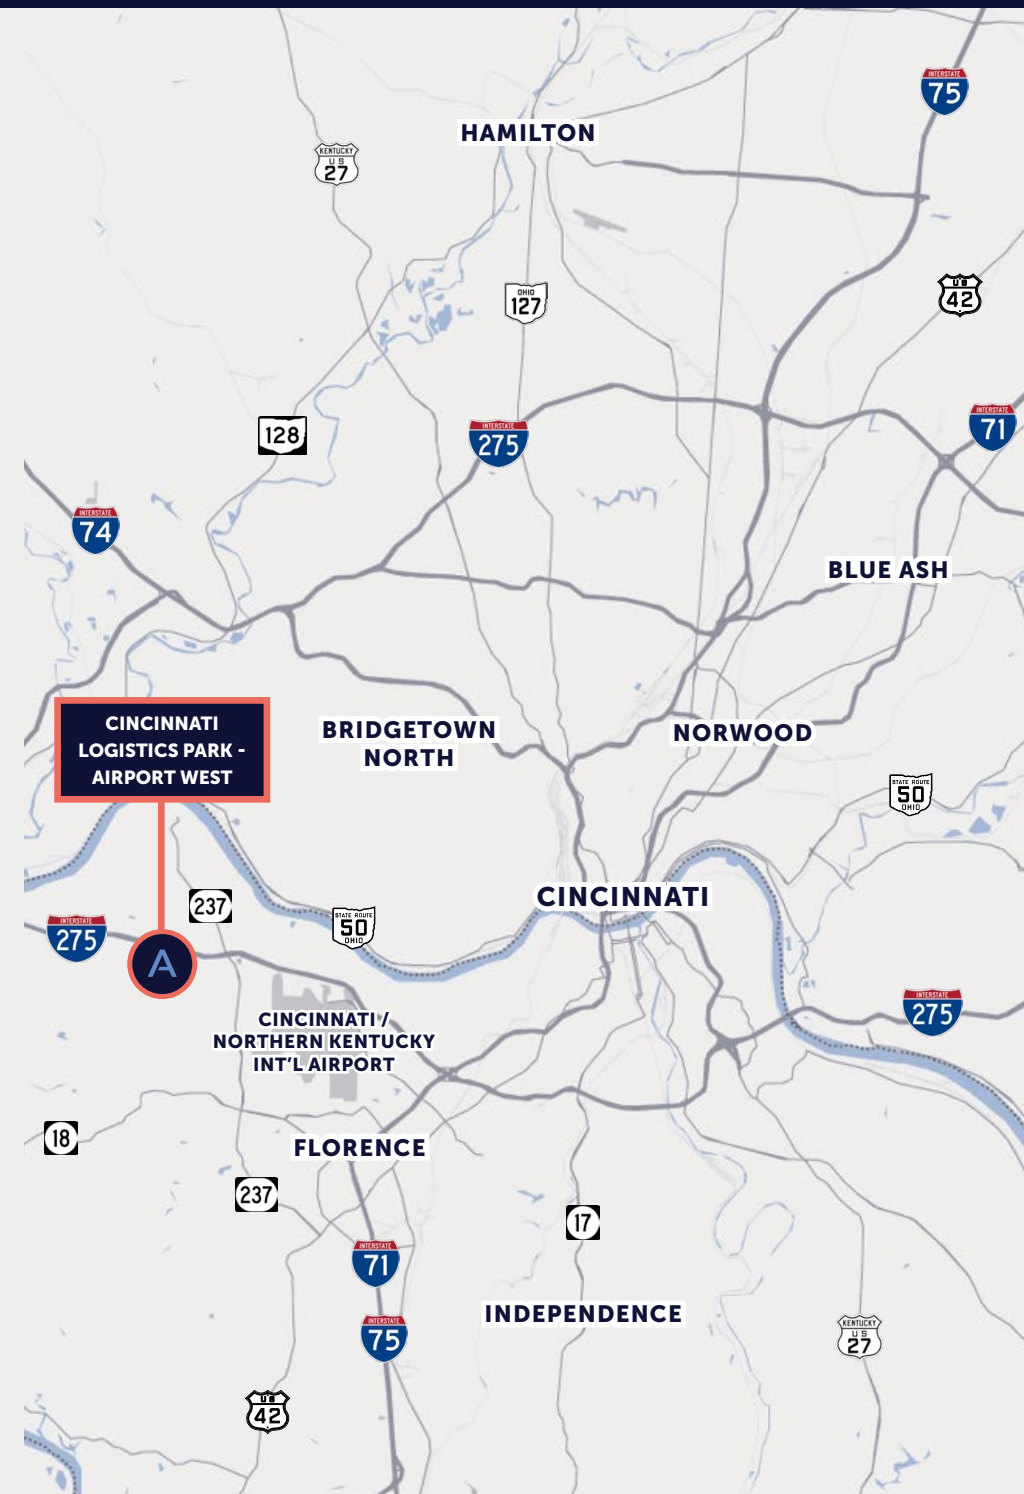 INTERSTATE
75
HAMILTON
KENTUCKY
US
27
US
42
OHIO
127
INTERSTATE
71
128
INTERSTATE
275
INTERSTATE
74
BLUE ASH
CINCINNATI
LOGISTICS PARK -
AIRPORT WEST
BRIDGETOWN
NORTH
NORWOOD
STATE ROUTE
50
OHIO
CINCINNATI
237
STATE ROUTE
50
OHIO
INTERSTATE
275
A
INTERSTATE
275
CINCINNATI /
NORTHERN KENTUCKY
INT'L AIRPORT
18
FLORENCE
237
17
INTERSTATE
71
INDEPENDENCE
INTERSTATE
75
KENTUCKY
US
27
US
42